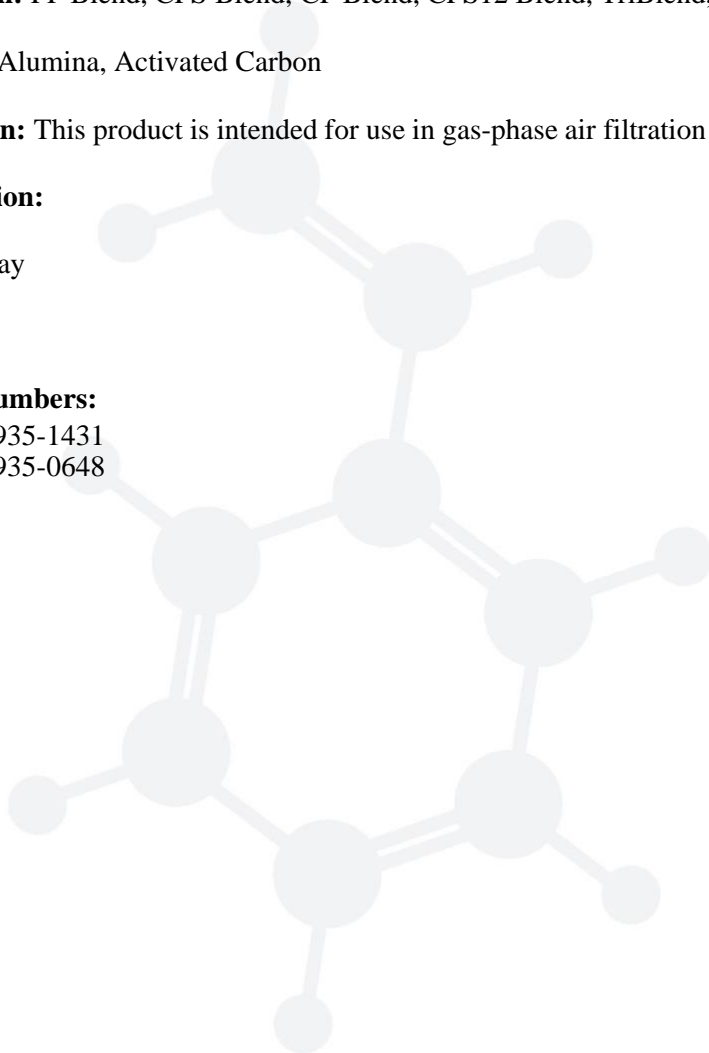 n: PP Blend, CPS Blend, CP Blend, CPS12 Blend, TriBlend,
Alumina, Activated Carbon
n: This product is intended for use in gas-phase air filtration
ion:
ay
umbers:
935-1431
935-0648